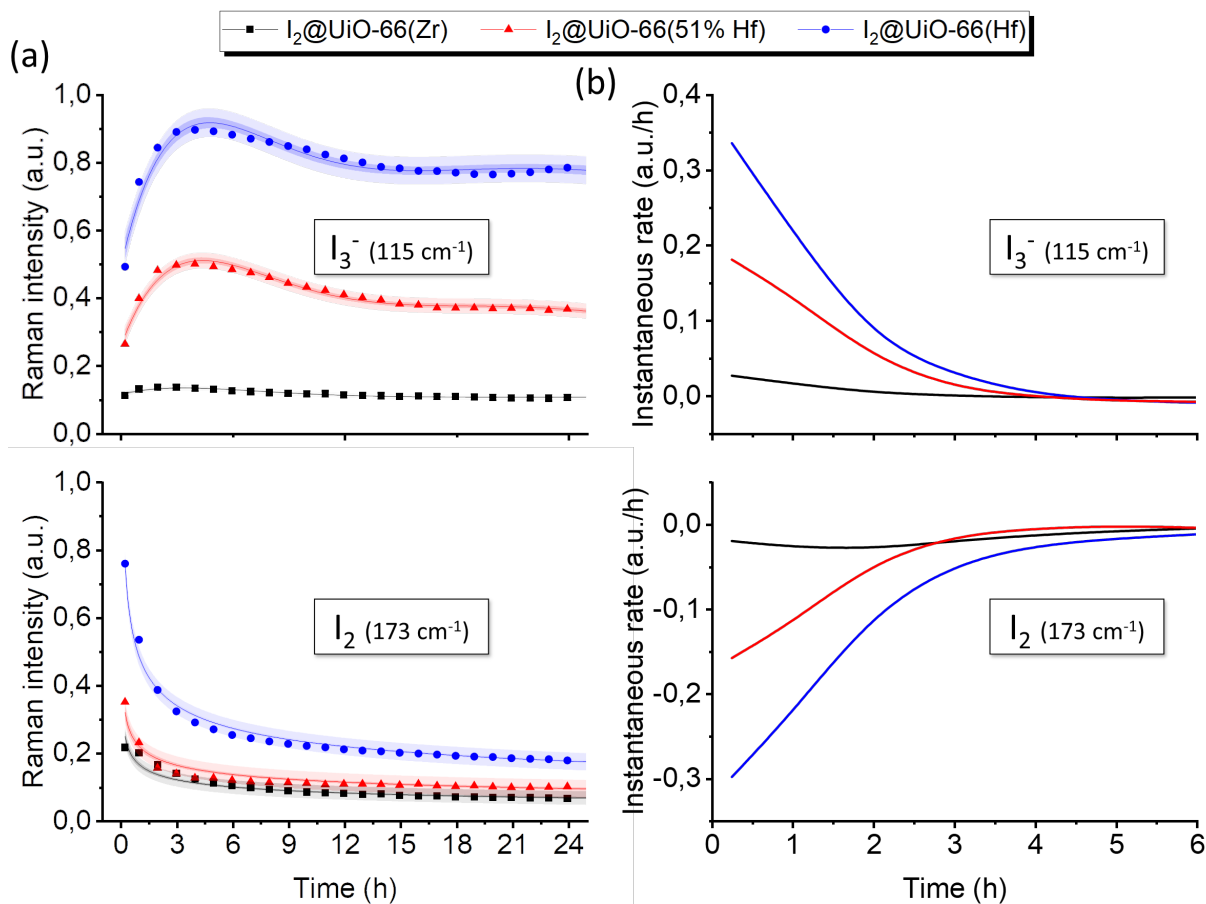 I₂@UiO-66(Zr) I₂@UiO-66(51% Hf) I₂@UiO-66(Hf)
(a)
Raman intensity (a.u.)
1,0
0,8
0,6
0,4
0,2
0,0
I₃⁻ (115 cm⁻¹)
(b)
Instantaneous rate (a.u./h)
0,4
0,3
0,2
0,1
0,0
I₃⁻ (115 cm⁻¹)
Raman intensity (a.u.)
1,0
0,8
0,6
0,4
0,2
0,0
I₂ (173 cm⁻¹)
0 3 6 9 12 15 18 21 24
Time (h)
Instantaneous rate (a.u./h)
0,0
-0,1
-0,2
-0,3
I₂ (173 cm⁻¹)
0 1 2 3 4 5 6
Time (h)